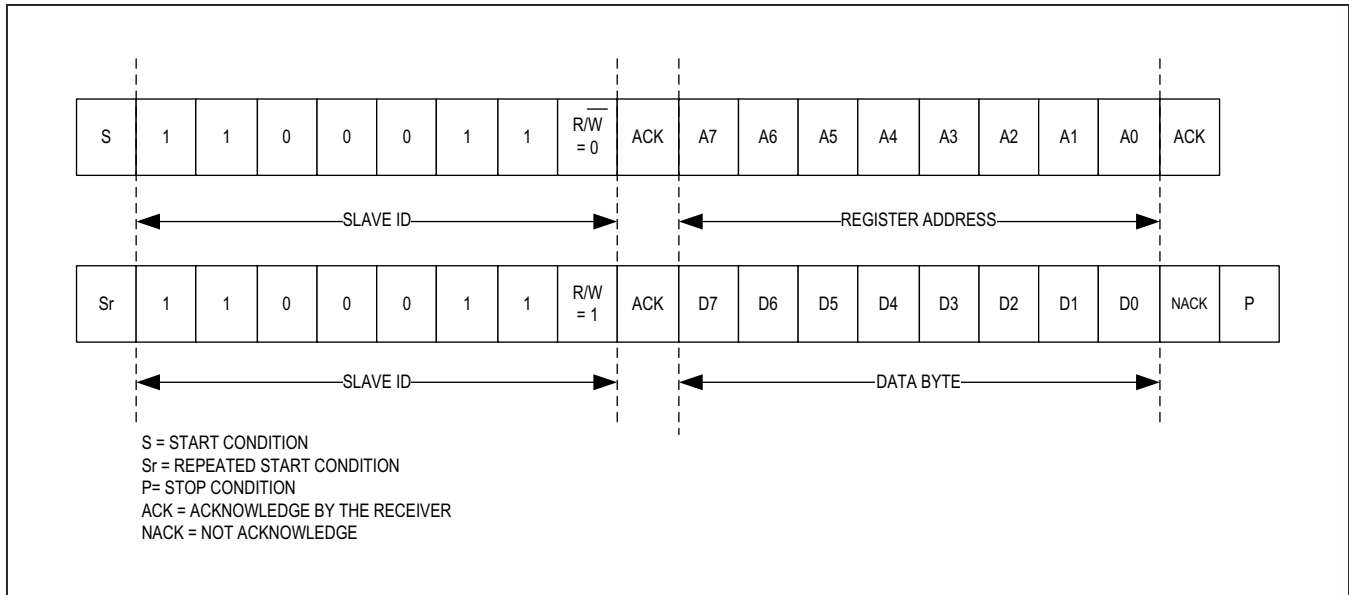 S 1 1 0 0 0 1 1 R/W = 0 ACK A7 A6 A5 A4 A3 A2 A1 A0 ACK
SLAVE ID REGISTER ADDRESS
Sr 1 1 0 0 0 1 1 R/W = 1 ACK D7 D6 D5 D4 D3 D2 D1 D0 NACK P
SLAVE ID DATA BYTE
S = START CONDITION
Sr = REPEATED START CONDITION
P= STOP CONDITION
ACK = ACKNOWLEDGE BY THE RECEIVER
NACK = NOT ACKNOWLEDGE